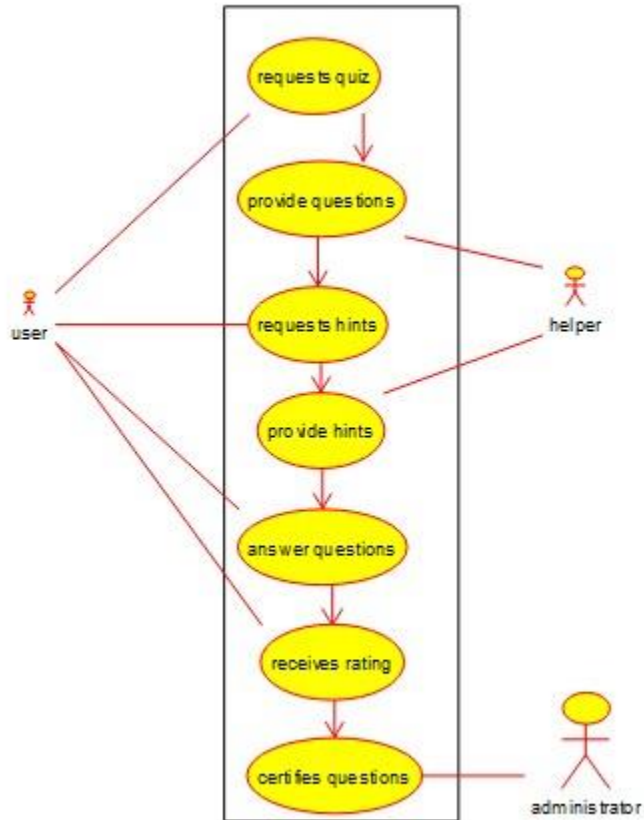 requests quiz
provide questions
requests hints
user
helper
provide hints
answer questions
receives rating
certifies questions
administrator